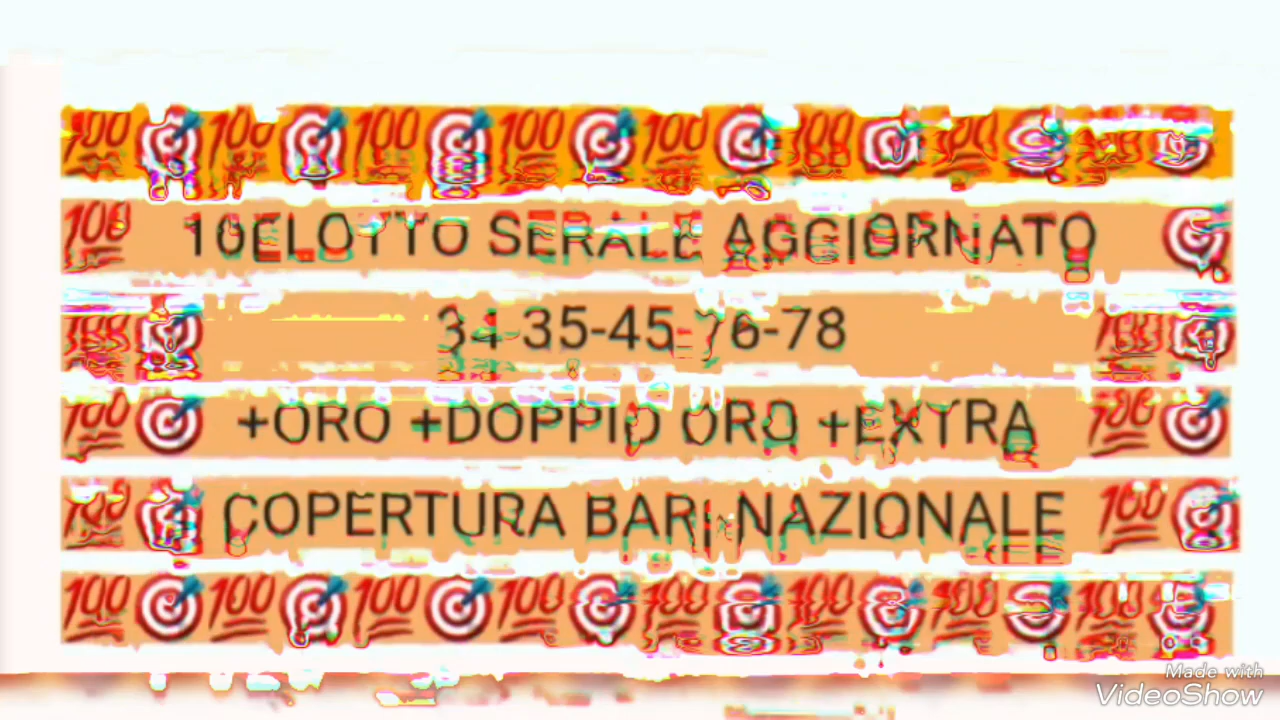 💯🎯💯🎯💯🎯💯🎯💯🎯💯🎯💯🎯💯🎯
💯 10ELOTTO SERALE AGGIORNATO 🎯
💯🎯 34-35-45-76-78 💯🎯
💯🎯 +ORO +DOPPIO ORO +EXTRA 💯🎯
💯🎯 COPERTURA BARI NAZIONALE 💯🎯
💯🎯💯🎯💯🎯💯🎯💯🎯💯🎯💯🎯💯🎯
Made with
VideoShow